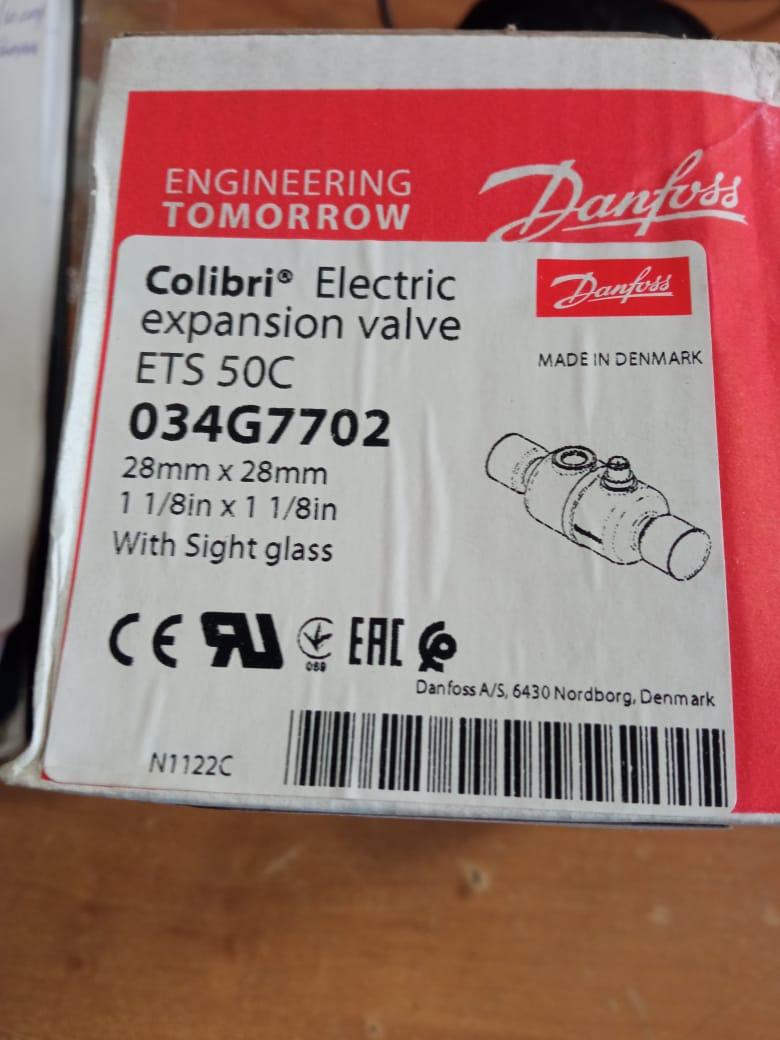 ENGINEERING
TOMORROW
Danfoss
Colibri® Electric
expansion valve
ETS 50C
034G7702
28mm x 28mm
1 1/8in x 1 1/8in
With Sight glass
Danfoss
MADE IN DENMARK
CE
EAC
Danfoss A/S, 6430 Nordborg, Denmark
N1122C